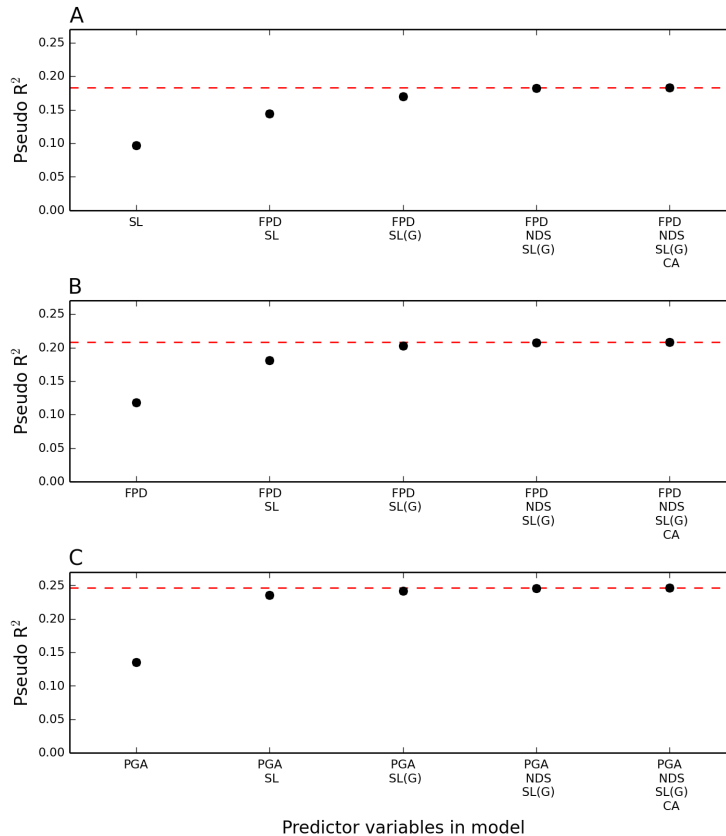 A
Pseudo R²
0.25
0.20
0.15
0.10
0.05
0.00
SL
FPD
SL
FPD
SL(G)
FPD
NDS
SL(G)
FPD
NDS
SL(G)
CA
B
Pseudo R²
0.25
0.20
0.15
0.10
0.05
0.00
FPD
FPD
SL
FPD
SL(G)
FPD
NDS
SL(G)
FPD
NDS
SL(G)
CA
C
Pseudo R²
0.25
0.20
0.15
0.10
0.05
0.00
PGA
PGA
SL
PGA
SL(G)
PGA
NDS
SL(G)
PGA
NDS
SL(G)
CA
Predictor variables in model